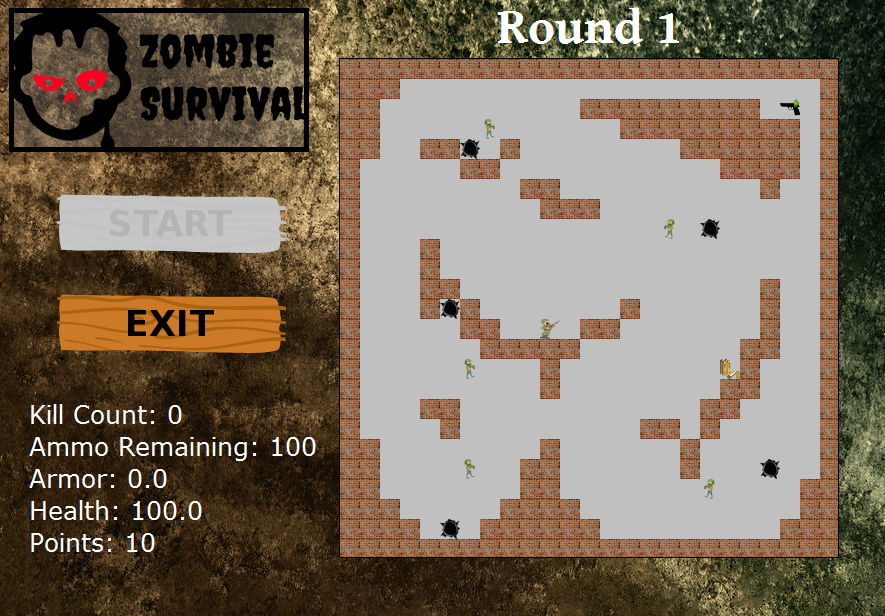 ZOMBIE
SURVIVAL
Round 1
START
EXIT
Kill Count: 0
Ammo Remaining: 100
Armor: 0.0
Health: 100.0
Points: 10